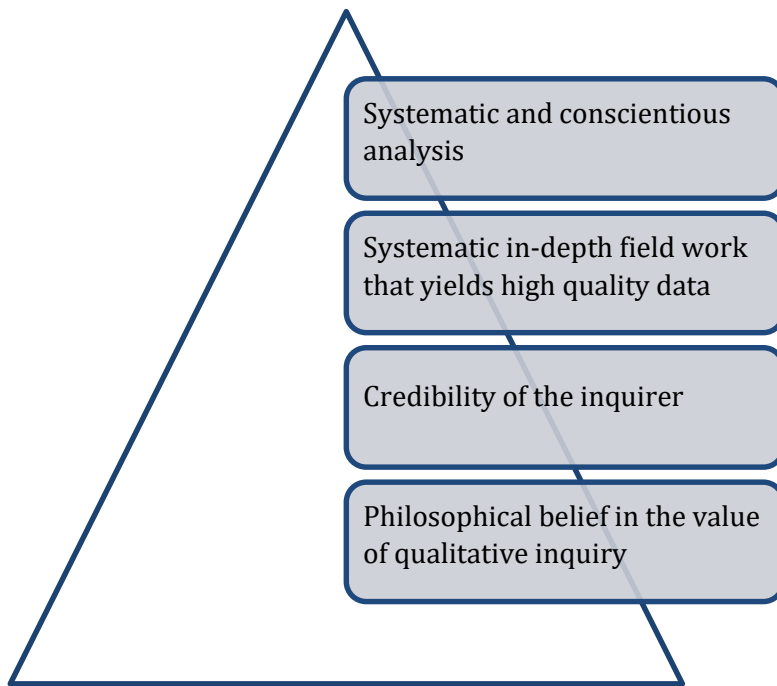 Systematic and conscientious
analysis
Systematic in-depth field work
that yields high quality data
Credibility of the inquirer
Philosophical belief in the value
of qualitative inquiry